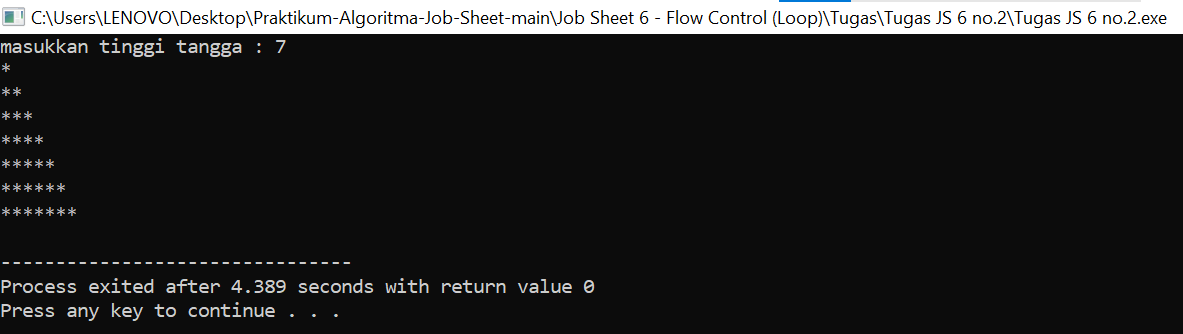 C:\Users\LENOVO\Desktop\Praktikum-Algoritma-Job-Sheet-main\Job Sheet 6 - Flow Control (Loop)\Tugas\Tugas JS 6 no.2\Tugas JS 6 no.2.exe
masukkan tinggi tangga : 7
*
**
***
****
*****
******
*******
--------------------------------
Process exited after 4.389 seconds with return value 0
Press any key to continue . . .